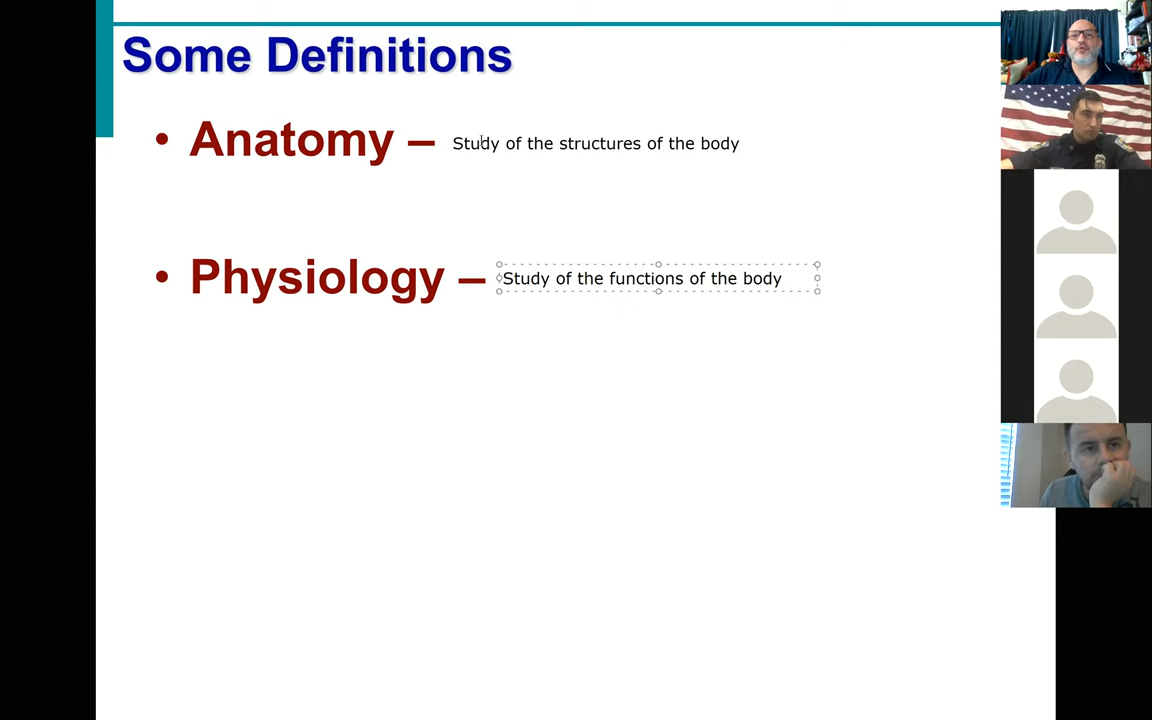 Some Definitions
• Anatomy – Study of the structures of the body
• Physiology – Study of the functions of the body